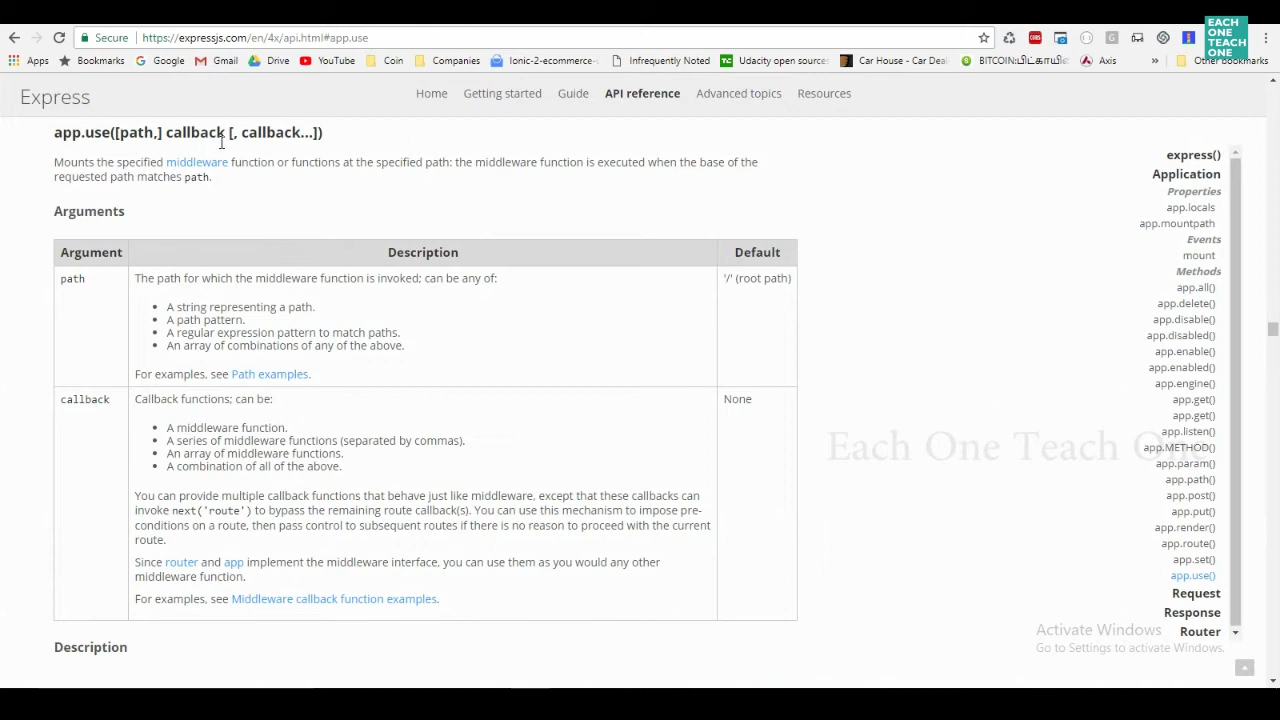 EACH
ONE
TEACH
ONE
Secure https://expressjs.com/en/4x/api.html#app.use
Apps Bookmarks Google Gmail Drive YouTube Coin Companies Ionic-2-ecommerce- Infrequently Noted Udacity open sources Car House - Car Deal Axis » Other bookmarks
Express Home Getting started Guide API reference Advanced topics Resources
app.use([path,] callback [, callback...])
Mounts the specified middleware function or functions at the specified path: the middleware function is executed when the base of the
requested path matches path.
Arguments
Argument Description Default
path The path for which the middleware function is invoked; can be any of: '/' (root path)
• A string representing a path.
• A path pattern.
• A regular expression pattern to match paths.
• An array of combinations of any of the above.
For examples, see Path examples.
callback Callback functions; can be: None
• A middleware function.
• A series of middleware functions (separated by commas).
• An array of middleware functions.
• A combination of all of the above.
You can provide multiple callback functions that behave just like middleware, except that these callbacks can
invoke next('route') to bypass the remaining route callback(s). You can use this mechanism to impose pre-
conditions on a route, then pass control to subsequent routes if there is no reason to proceed with the current
route.
Since router and app implement the middleware interface, you can use them as you would any other
middleware function.
For examples, see Middleware callback function examples.
Description
express()
Application
Properties
app.locals
app.mountpath
Events
mount
Methods
app.all()
app.delete()
app.disable()
app.disabled()
app.enable()
app.enabled()
app.engine()
app.get()
app.get()
app.listen()
app.METHOD()
app.param()
app.path()
app.post()
app.put()
app.render()
app.route()
app.set()
app.use()
Request
Response
Router
Each One Teach One
Activate Windows
Go to Settings to activate Windows.